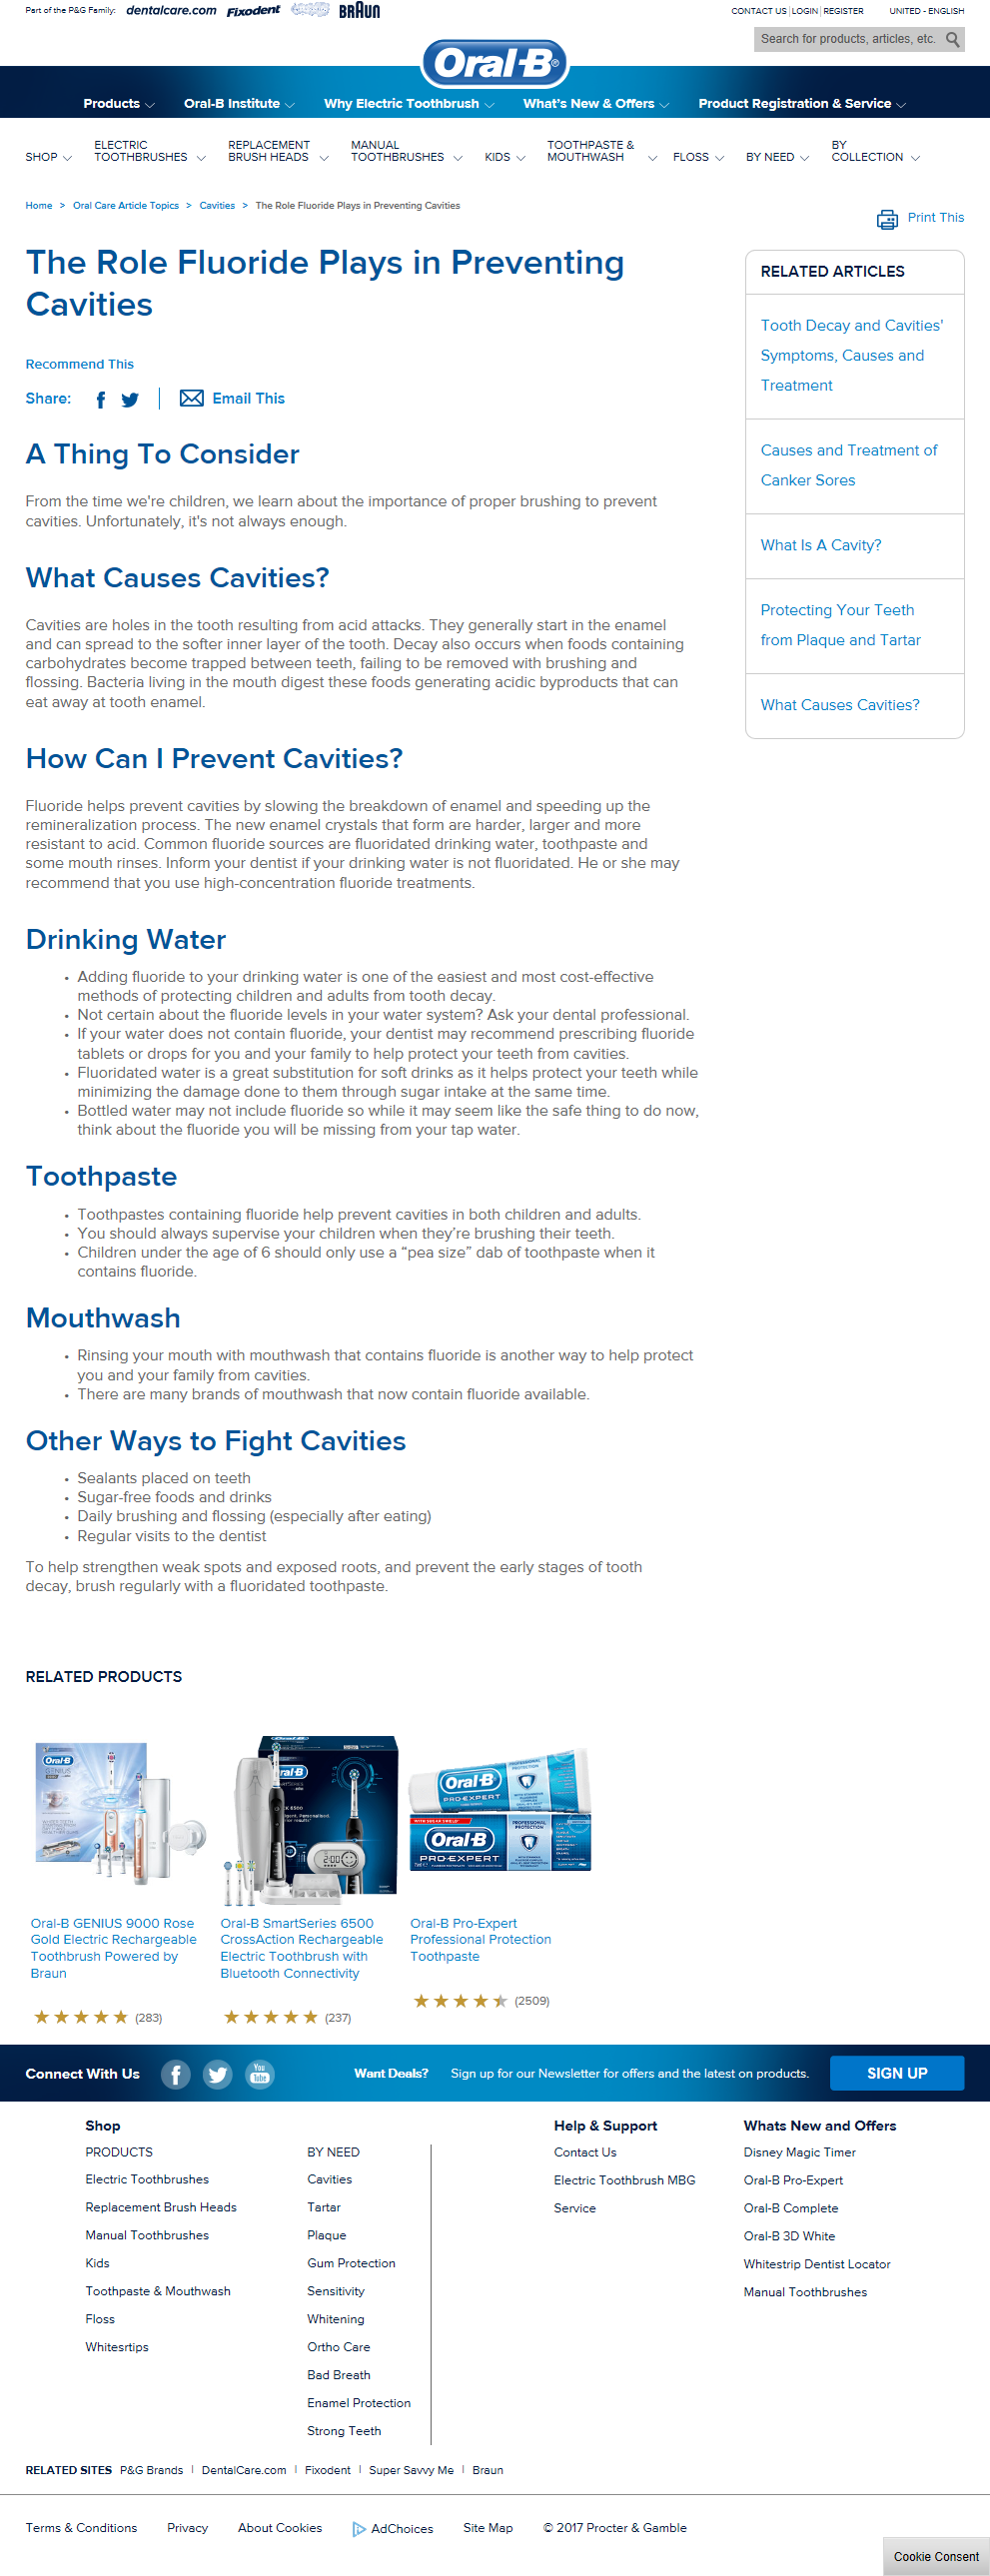 Part of the P&G Family:
dentalcare.com Fixodent BRAUN
CONTACT US LOGIN REGISTER UNITED - ENGLISH
Search for products, articles, etc.
Oral-B
Products Oral-B Institute Why Electric Toothbrush What's New & Offers Product Registration & Service
SHOP
ELECTRIC
TOOTHBRUSHES
REPLACEMENT
BRUSH HEADS
MANUAL
TOOTHBRUSHES
KIDS
TOOTHPASTE &
MOUTHWASH
FLOSS
BY NEED
BY
COLLECTION
Home > Oral Care Article Topics > Cavities > The Role Fluoride Plays in Preventing Cavities
Print This
The Role Fluoride Plays in Preventing
Cavities
Recommend This
Share:
Email This
A Thing To Consider
From the time we're children, we learn about the importance of proper brushing to prevent
cavities. Unfortunately, it's not always enough.
What Causes Cavities?
Cavities are holes in the tooth resulting from acid attacks. They generally start in the enamel
and can spread to the softer inner layer of the tooth. Decay also occurs when foods containing
carbohydrates become trapped between teeth, failing to be removed with brushing and
flossing. Bacteria living in the mouth digest these foods generating acidic byproducts that can
eat away at tooth enamel.
How Can I Prevent Cavities?
Fluoride helps prevent cavities by slowing the breakdown of enamel and speeding up the
remineralization process. The new enamel crystals that form are harder, larger and more
resistant to acid. Common fluoride sources are fluoridated drinking water, toothpaste and
some mouth rinses. Inform your dentist if your drinking water is not fluoridated. He or she may
recommend that you use high-concentration fluoride treatments.
Drinking Water
• Adding fluoride to your drinking water is one of the easiest and most cost-effective
methods of protecting children and adults from tooth decay.
• Not certain about the fluoride levels in your water system? Ask your dental professional.
• If your water does not contain fluoride, your dentist may recommend prescribing fluoride
tablets or drops for you and your family to help protect your teeth from cavities.
• Fluoridated water is a great substitution for soft drinks as it helps protect your teeth while
minimizing the damage done to them through sugar intake at the same time.
• Bottled water may not include fluoride so while it may seem like the safe thing to do now,
think about the fluoride you will be missing from your tap water.
Toothpaste
• Toothpastes containing fluoride help prevent cavities in both children and adults.
• You should always supervise your children when they're brushing their teeth.
• Children under the age of 6 should only use a “pea size” dab of toothpaste when it
contains fluoride.
Mouthwash
• Rinsing your mouth with mouthwash that contains fluoride is another way to help protect
you and your family from cavities.
• There are many brands of mouthwash that now contain fluoride available.
Other Ways to Fight Cavities
• Sealants placed on teeth
• Sugar-free foods and drinks
• Daily brushing and flossing (especially after eating)
• Regular visits to the dentist
To help strengthen weak spots and exposed roots, and prevent the early stages of tooth
decay, brush regularly with a fluoridated toothpaste.
RELATED ARTICLES
Tooth Decay and Cavities'
Symptoms, Causes and
Treatment
Causes and Treatment of
Canker Sores
What Is A Cavity?
Protecting Your Teeth
from Plaque and Tartar
What Causes Cavities?
RELATED PRODUCTS
Oral-B
GENIUS
2:00
Oral-B
PRO-EXPERT
PROFESSIONAL
PROTECTION
Oral-B
PRO-EXPERT
PROFESSIONAL
PROTECTION
Oral-B GENIUS 9000 Rose
Gold Electric Rechargeable
Toothbrush Powered by
Braun
(283)
Oral-B SmartSeries 6500
CrossAction Rechargeable
Electric Toothbrush with
Bluetooth Connectivity
(237)
Oral-B Pro-Expert
Professional Protection
Toothpaste
(2509)
Connect With Us
You
Tube
Want Deals? Sign up for our Newsletter for offers and the latest on products.
SIGN UP
Shop
PRODUCTS
Electric Toothbrushes
Replacement Brush Heads
Manual Toothbrushes
Kids
Toothpaste & Mouthwash
Floss
Whitesrtips
BY NEED
Cavities
Tartar
Plaque
Gum Protection
Sensitivity
Whitening
Ortho Care
Bad Breath
Enamel Protection
Strong Teeth
Help & Support
Contact Us
Electric Toothbrush MBG
Service
Whats New and Offers
Disney Magic Timer
Oral-B Pro-Expert
Oral-B Complete
Oral-B 3D White
Whitestrip Dentist Locator
Manual Toothbrushes
RELATED SITES P&G Brands | DentalCare.com | Fixodent | Super Savvy Me | Braun
Terms & Conditions Privacy About Cookies AdChoices Site Map © 2017 Procter & Gamble
Cookie Consent